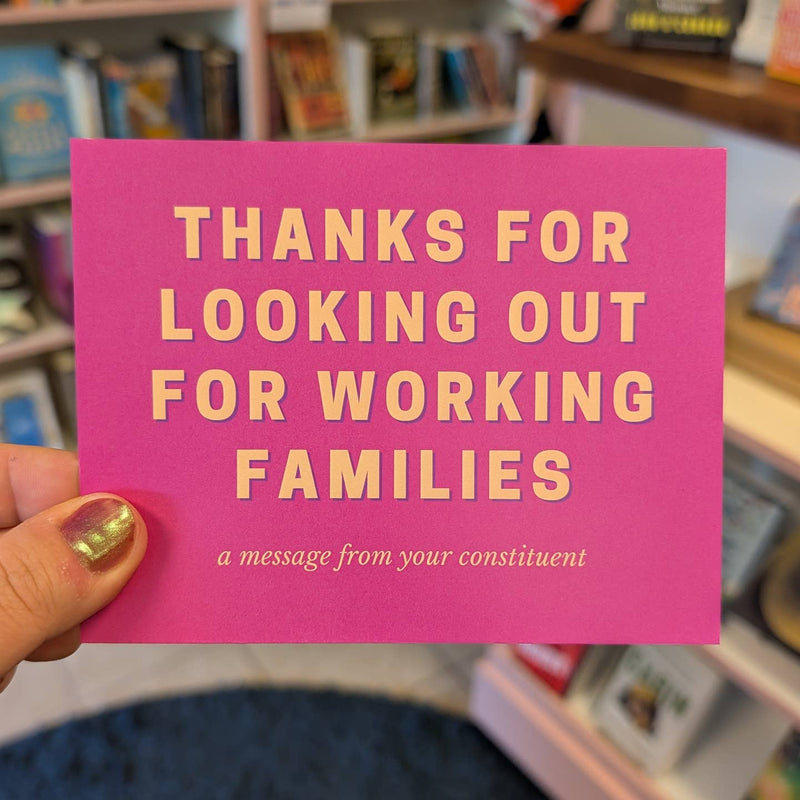 THANKS FOR
LOOKING OUT
FOR WORKING
FAMILIES
a message from your constituent